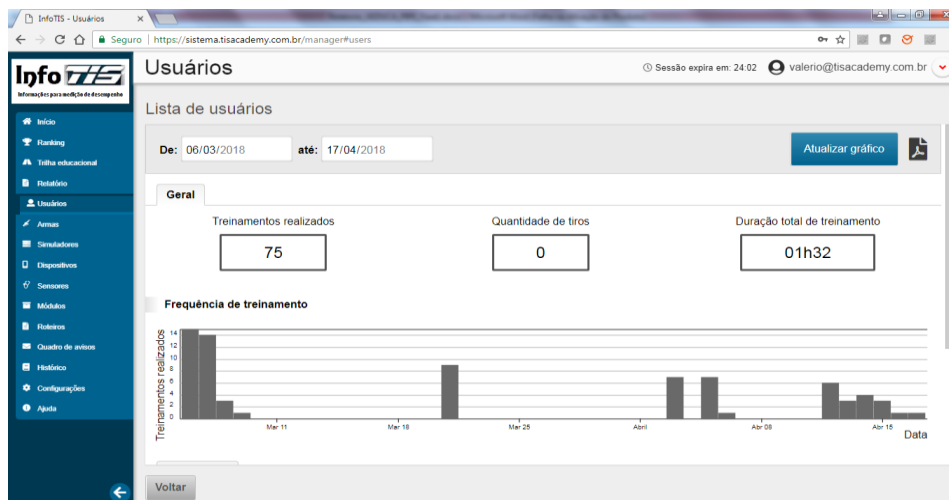 InfoTIS - Usuários
Seguro | https://sistema.tisacademy.com.br/manager#users
Info TIS
Informações para medição de desempenho
Usuários
Sessão expira em: 24:02
valerio@tisacademy.com.br
Início
Ranking
Trilha educacional
Relatório
Usuários
Armas
Simuladores
Dispositivos
Sensores
Módulos
Roteiros
Quadro de avisos
Histórico
Configurações
Ajuda
Lista de usuários
De: 06/03/2018 até: 17/04/2018
Atualizar gráfico
Geral
Treinamentos realizados Quantidade de tiros Duração total de treinamento
75 0 01h32
Frequência de treinamento
Treinamentos realizados
14
12
10
8
6
4
2
0
Mar 11 Mar 18 Mar 25 Abril Abr 08 Abr 15
Data
Voltar